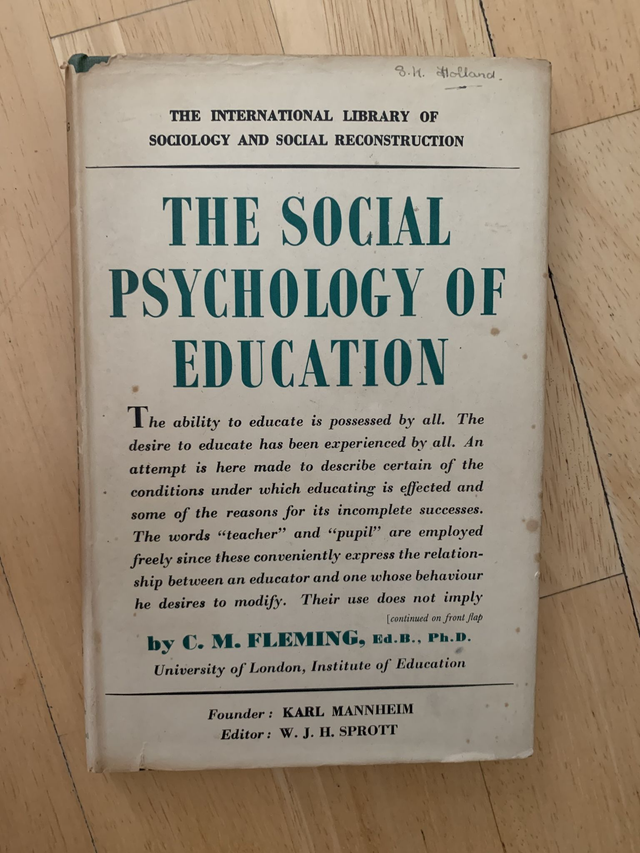 S.H. Holland.
THE INTERNATIONAL LIBRARY OF
SOCIOLOGY AND SOCIAL RECONSTRUCTION
THE SOCIAL
PSYCHOLOGY OF
EDUCATION
The ability to educate is possessed by all. The
desire to educate has been experienced by all. An
attempt is here made to describe certain of the
conditions under which educating is effected and
some of the reasons for its incomplete successes.
The words “teacher” and “pupil” are employed
freely since these conveniently express the relation-
ship between an educator and one whose behaviour
he desires to modify. Their use does not imply
[continued on front flap
by C. M. FLEMING, Ed.B., Ph.D.
University of London, Institute of Education
Founder: KARL MANNHEIM
Editor: W. J. H. SPROTT